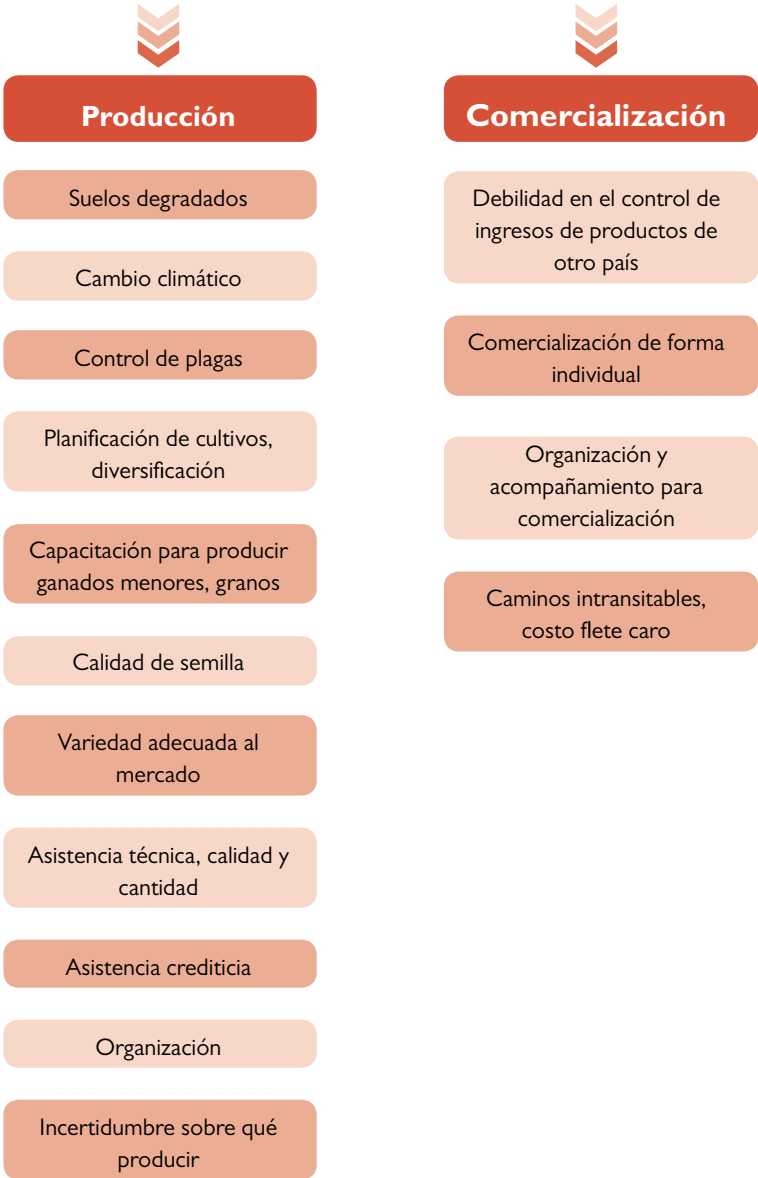 Producción
Suelos degradados
Cambio climático
Control de plagas
Planificación de cultivos,
diversificación
Capacitación para producir
ganados menores, granos
Calidad de semilla
Variedad adecuada al
mercado
Asistencia técnica, calidad y
cantidad
Asistencia crediticia
Organización
Incertidumbre sobre qué
producir
Comercialización
Debilidad en el control de
ingresos de productos de
otro país
Comercialización de forma
individual
Organización y
acompañamiento para
comercialización
Caminos intransitables,
costo flete caro